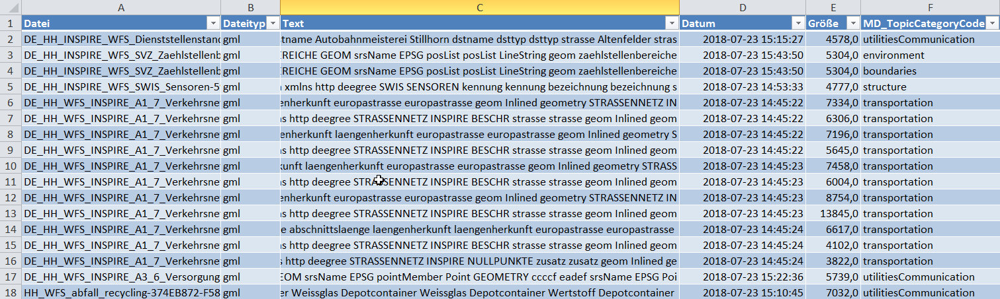 A B C D E F
1 Datei Dateityp Text Datum Größe MD_TopicCategoryCode
2 DE_HH_INSPIRE_WFS_Dienststellenstand gml tname Autobahnmeisterei Stillhorn dstname dsttyp dsttyp strasse Altenfelder stras 2018-07-23 15:15:27 4578,0 utilitiesCommunication
3 DE_HH_INSPIRE_WFS_SVZ_Zaehlstellenb gml REICHE GEOM srsName EPSG posList posList LineString geom zaehlstellenbereiche 2018-07-23 15:43:50 5304,0 environment
4 DE_HH_INSPIRE_WFS_SVZ_Zaehlstellenb gml REICHE GEOM srsName EPSG posList posList LineString geom zaehlstellenbereiche 2018-07-23 15:43:50 5304,0 boundaries
5 DE_HH_INSPIRE_WFS_SWIS_Sensoren-5 gml xmlns http deegree SWIS SENSOREN kennung kennung bezeichnung bezeichnung s 2018-07-23 14:53:33 4777,0 structure
6 DE_HH_WFS_INSPIRE_A1_7_Verkehrsne gml enherkunft europastrasse europastrasse geom Inlined geometry STRASSENNETZ IN 2018-07-23 14:45:22 7334,0 transportation
7 DE_HH_WFS_INSPIRE_A1_7_Verkehrsne gml s http deegree STRASSENNETZ INSPIRE BESCHR strasse strasse geom Inlined geom 2018-07-23 14:45:22 6306,0 transportation
8 DE_HH_WFS_INSPIRE_A1_7_Verkehrsne gml enherkunft laengenherkunft europastrasse europastrasse geom Inlined geometry S 2018-07-23 14:45:22 7196,0 transportation
9 DE_HH_WFS_INSPIRE_A1_7_Verkehrsne gml s http deegree STRASSENNETZ INSPIRE BESCHR strasse strasse geom Inlined geom 2018-07-23 14:45:22 5645,0 transportation
10 DE_HH_WFS_INSPIRE_A1_7_Verkehrsne gml kunft laengenherkunft europastrasse europastrasse geom Inlined geometry STRASS 2018-07-23 14:45:23 7458,0 transportation
11 DE_HH_WFS_INSPIRE_A1_7_Verkehrsne gml s http deegree STRASSENNETZ INSPIRE BESCHR strasse strasse geom Inlined geom 2018-07-23 14:45:23 6004,0 transportation
12 DE_HH_WFS_INSPIRE_A1_7_Verkehrsne gml enherkunft europastrasse europastrasse geom Inlined geometry STRASSENNETZ IN 2018-07-23 14:45:23 8754,0 transportation
13 DE_HH_WFS_INSPIRE_A1_7_Verkehrsne gml s http deegree STRASSENNETZ INSPIRE BESCHR strasse strasse geom Inlined geom 2018-07-23 14:45:23 13845,0 transportation
14 DE_HH_WFS_INSPIRE_A1_7_Verkehrsne gml e abschnittslaenge laengenherkunft laengenherkunft europastrasse europastrasse 2018-07-23 14:45:24 6617,0 transportation
15 DE_HH_WFS_INSPIRE_A1_7_Verkehrsne gml s http deegree STRASSENNETZ INSPIRE BESCHR strasse strasse geom Inlined geom 2018-07-23 14:45:24 4102,0 transportation
16 DE_HH_WFS_INSPIRE_A1_7_Verkehrsne gml s http deegree STRASSENNETZ INSPIRE NULLPUNKTE zusatz zusatz geom Inlined ge 2018-07-23 14:45:24 3822,0 transportation
17 DE_HH_WFS_INSPIRE_A3_6_Versorgung gml EOM srsName EPSG pointMember Point GEOMETRY ccccf eadef srsName EPSG Poi 2018-07-23 15:22:36 5739,0 utilitiesCommunication
18 HH_WFS_abfall_recycling-374EB872-F58 gml er Weissglas Depotcontainer Weissglas Depotcontainer Wertstoff Depotcontainer 2018-07-23 15:10:45 7032,0 utilitiesCommunication